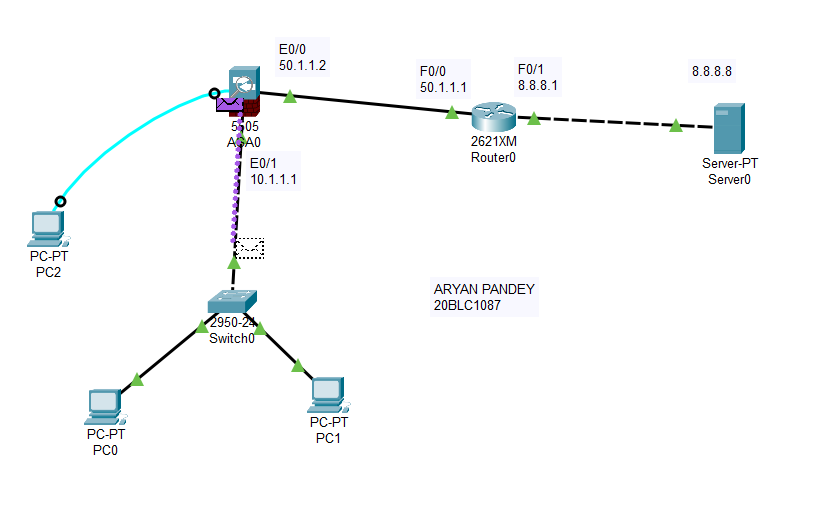 E0/0
50.1.1.2
F0/0
50.1.1.1
F0/1
8.8.8.1
8.8.8.8
5505
ASA0
E0/1
10.1.1.1
2621XM
Router0
Server-PT
Server0
PC-PT
PC2
ARYAN PANDEY
20BLC1087
2950-24
Switch0
PC-PT
PC0
PC-PT
PC1